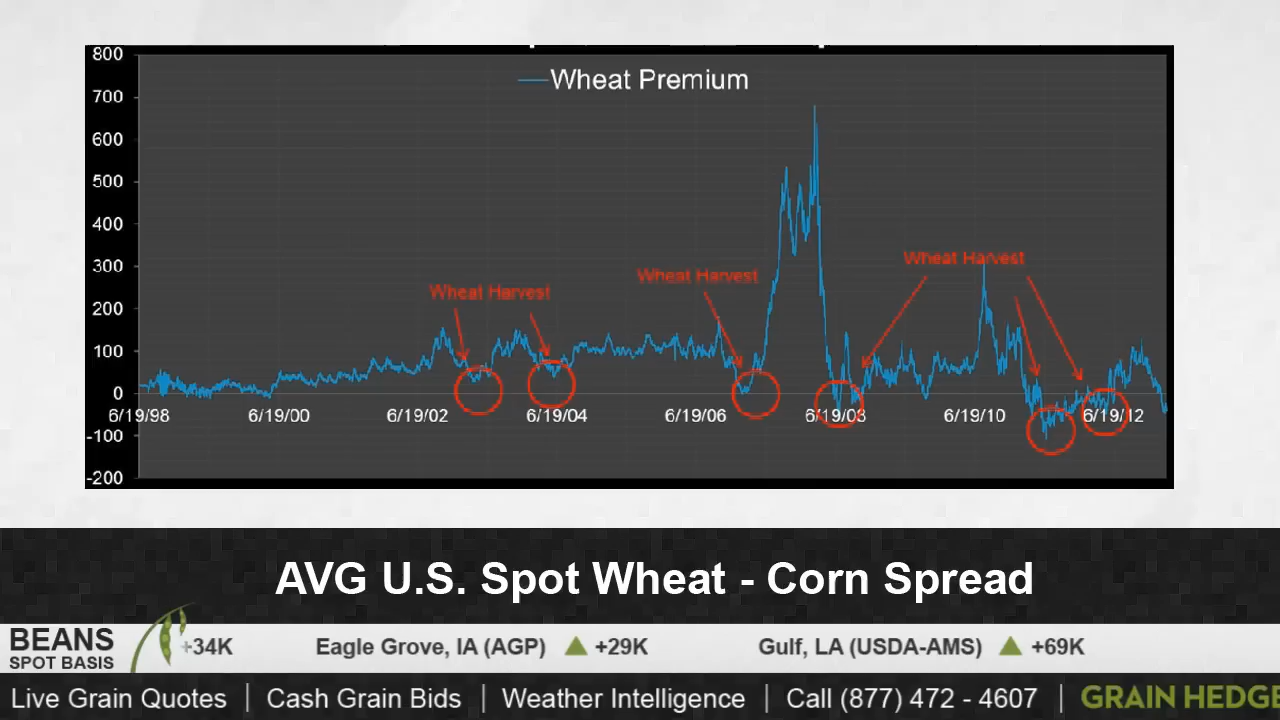 800
Wheat Premium
700
600
500
400
300
Wheat Harvest
Wheat Harvest
Wheat Harvest
200
100
0
6/19/98 6/19/00 6/19/02 6/19/04 6/19/06 6/19/08 6/19/10 6/19/12
-100
-200
AVG U.S. Spot Wheat - Corn Spread
BEANS
SPOT BASIS
+34K Eagle Grove, IA (AGP) +29K Gulf, LA (USDA-AMS) +69K
Live Grain Quotes | Cash Grain Bids | Weather Intelligence | Call (877) 472 - 4607 | GRAIN HEDGE